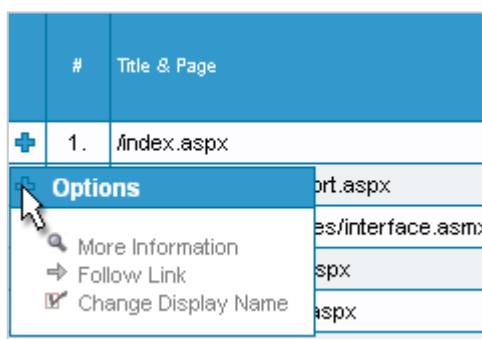 # Title & Page
1. /index.aspx
Options ort.aspx
es/interface.asmx
More Information
Follow Link spx
Change Display Name aspx